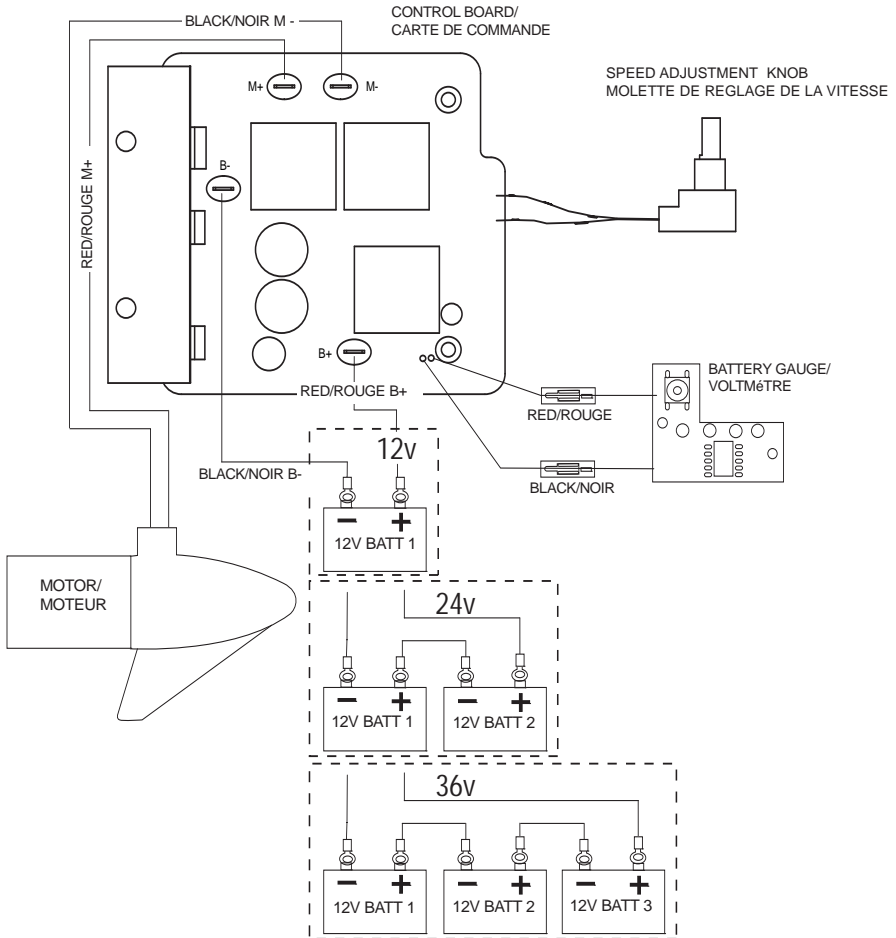 BLACK/NOIR M -
CONTROL BOARD/
CARTE DE COMMANDE
SPEED ADJUSTMENT KNOB
MOLETTE DE REGLAGE DE LA VITESSE
M+
M-
RED/ROUGE M+
B-
B+
RED/ROUGE B+
BATTERY GAUGE/
VOLTMéTRE
RED/ROUGE
BLACK/NOIR
BLACK/NOIR B-
12v
- +
12V BATT 1
MOTOR/
MOTEUR
24v
- + - +
12V BATT 1 12V BATT 2
36v
- + - + - +
12V BATT 1 12V BATT 2 12V BATT 3